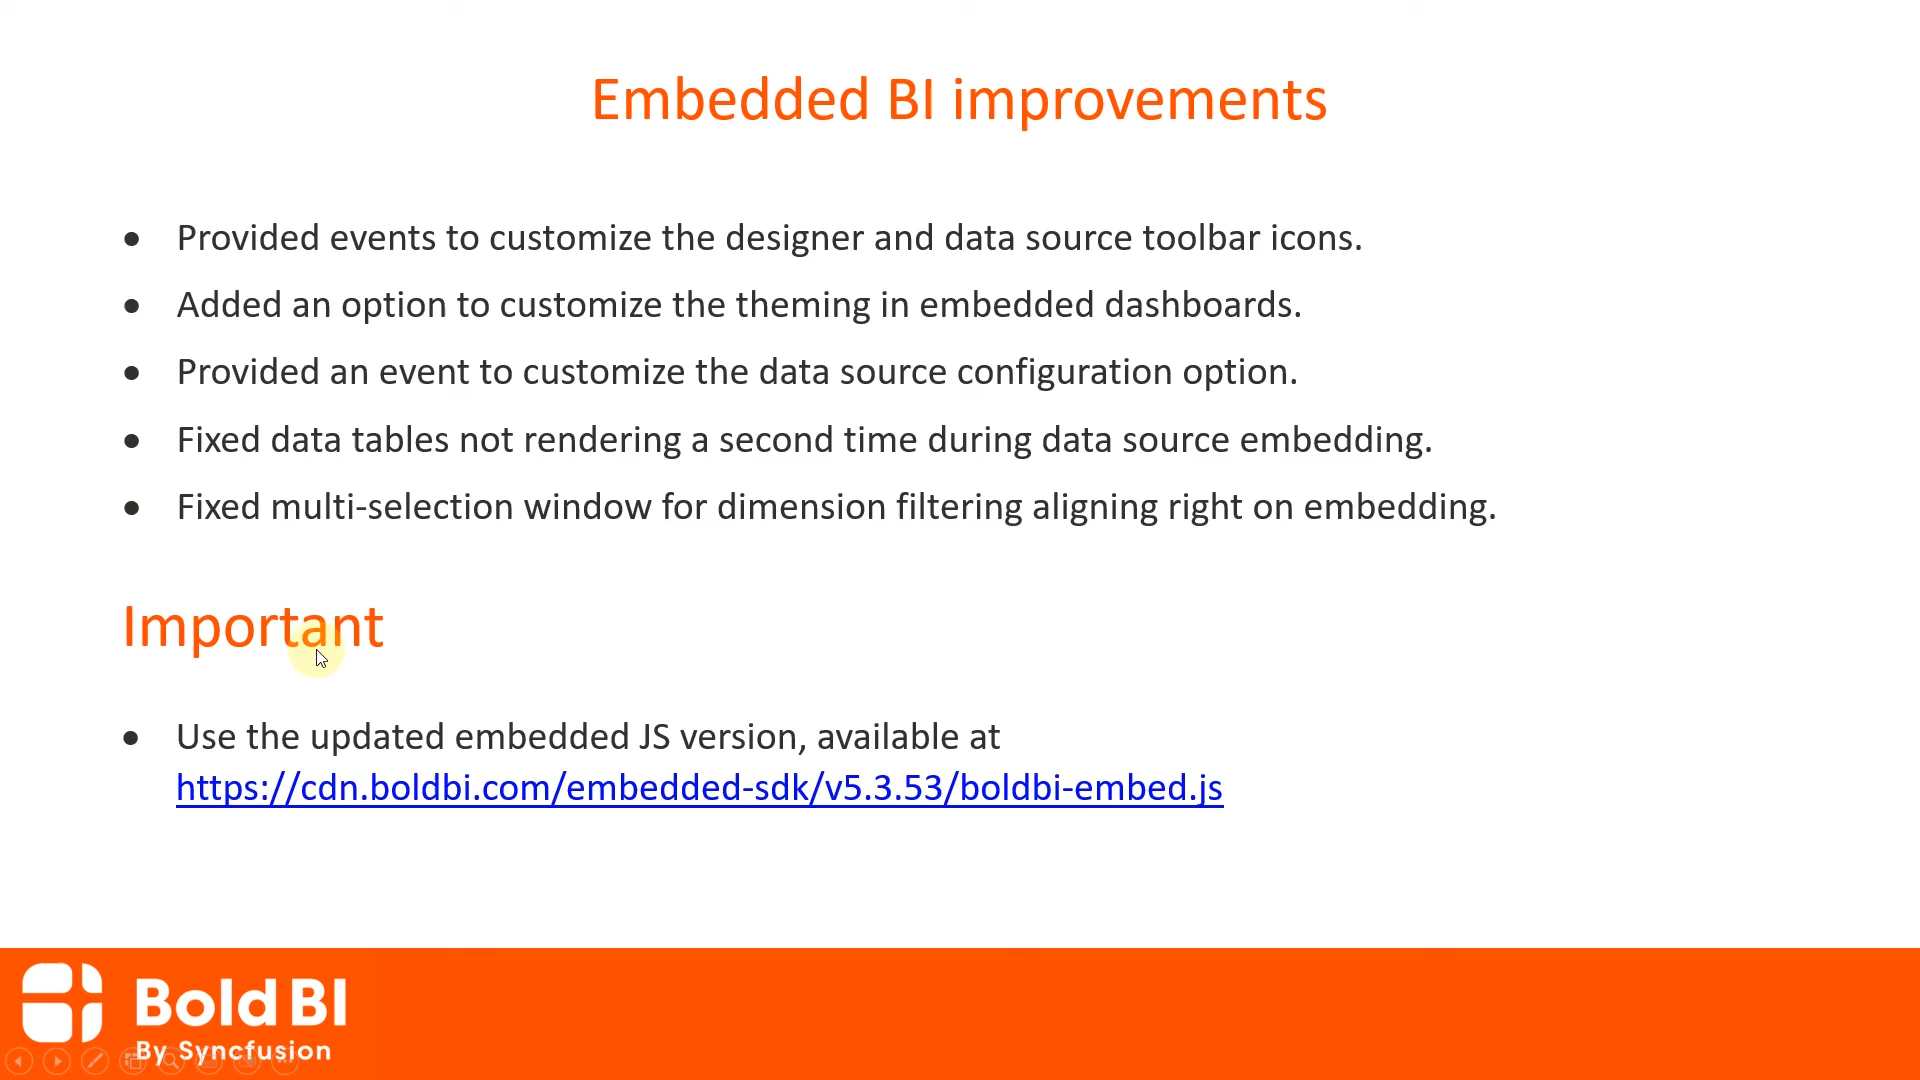 Embedded BI improvements
• Provided events to customize the designer and data source toolbar icons.
• Added an option to customize the theming in embedded dashboards.
• Provided an event to customize the data source configuration option.
• Fixed data tables not rendering a second time during data source embedding.
• Fixed multi-selection window for dimension filtering aligning right on embedding.
Important
• Use the updated embedded JS version, available at
https://cdn.boldbi.com/embedded-sdk/v5.3.53/boldbi-embed.js
Bold BI
By Syncfusion